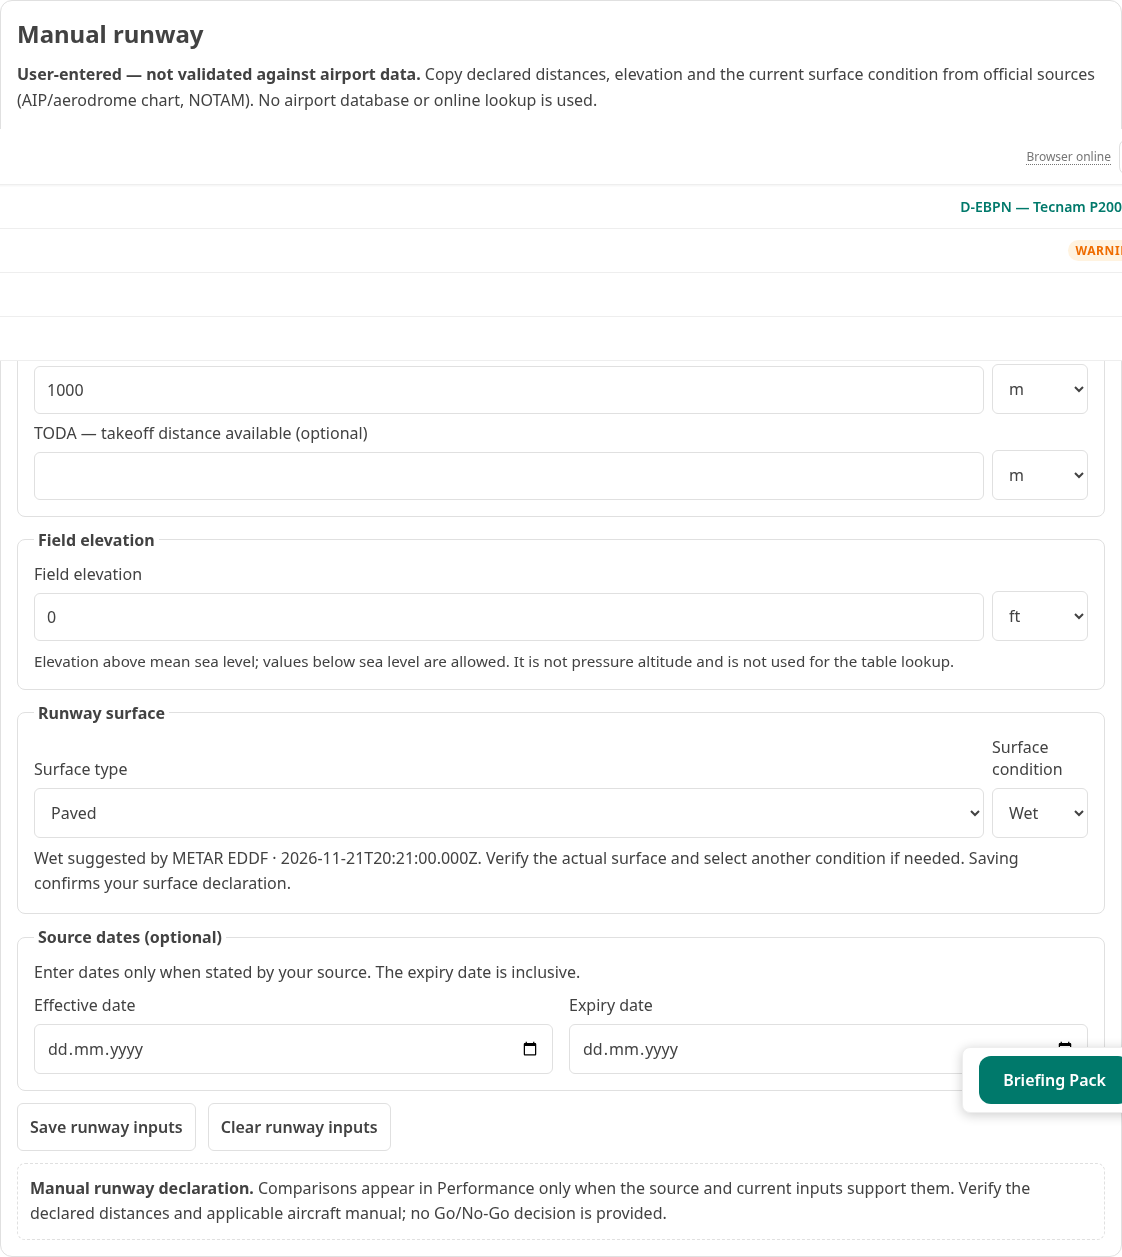 Manual runway
User-entered — not validated against airport data. Copy declared distances, elevation and the current surface condition from official sources
(AIP/aerodrome chart, NOTAM). No airport database or online lookup is used.
Browser online
D-EBPN — Tecnam P200
WARNI
1000
m
TODA — takeoff distance available (optional)
m
Field elevation
Field elevation
0
ft
Elevation above mean sea level; values below sea level are allowed. It is not pressure altitude and is not used for the table lookup.
Runway surface
Surface type
Surface
condition
Paved
Wet
Wet suggested by METAR EDDF · 2026-11-21T20:21:00.000Z. Verify the actual surface and select another condition if needed. Saving
confirms your surface declaration.
Source dates (optional)
Enter dates only when stated by your source. The expiry date is inclusive.
Effective date
Expiry date
dd.mm.yyyy
dd.mm.yyyy
Briefing Pack
Save runway inputs
Clear runway inputs
Manual runway declaration. Comparisons appear in Performance only when the source and current inputs support them. Verify the
declared distances and applicable aircraft manual; no Go/No-Go decision is provided.